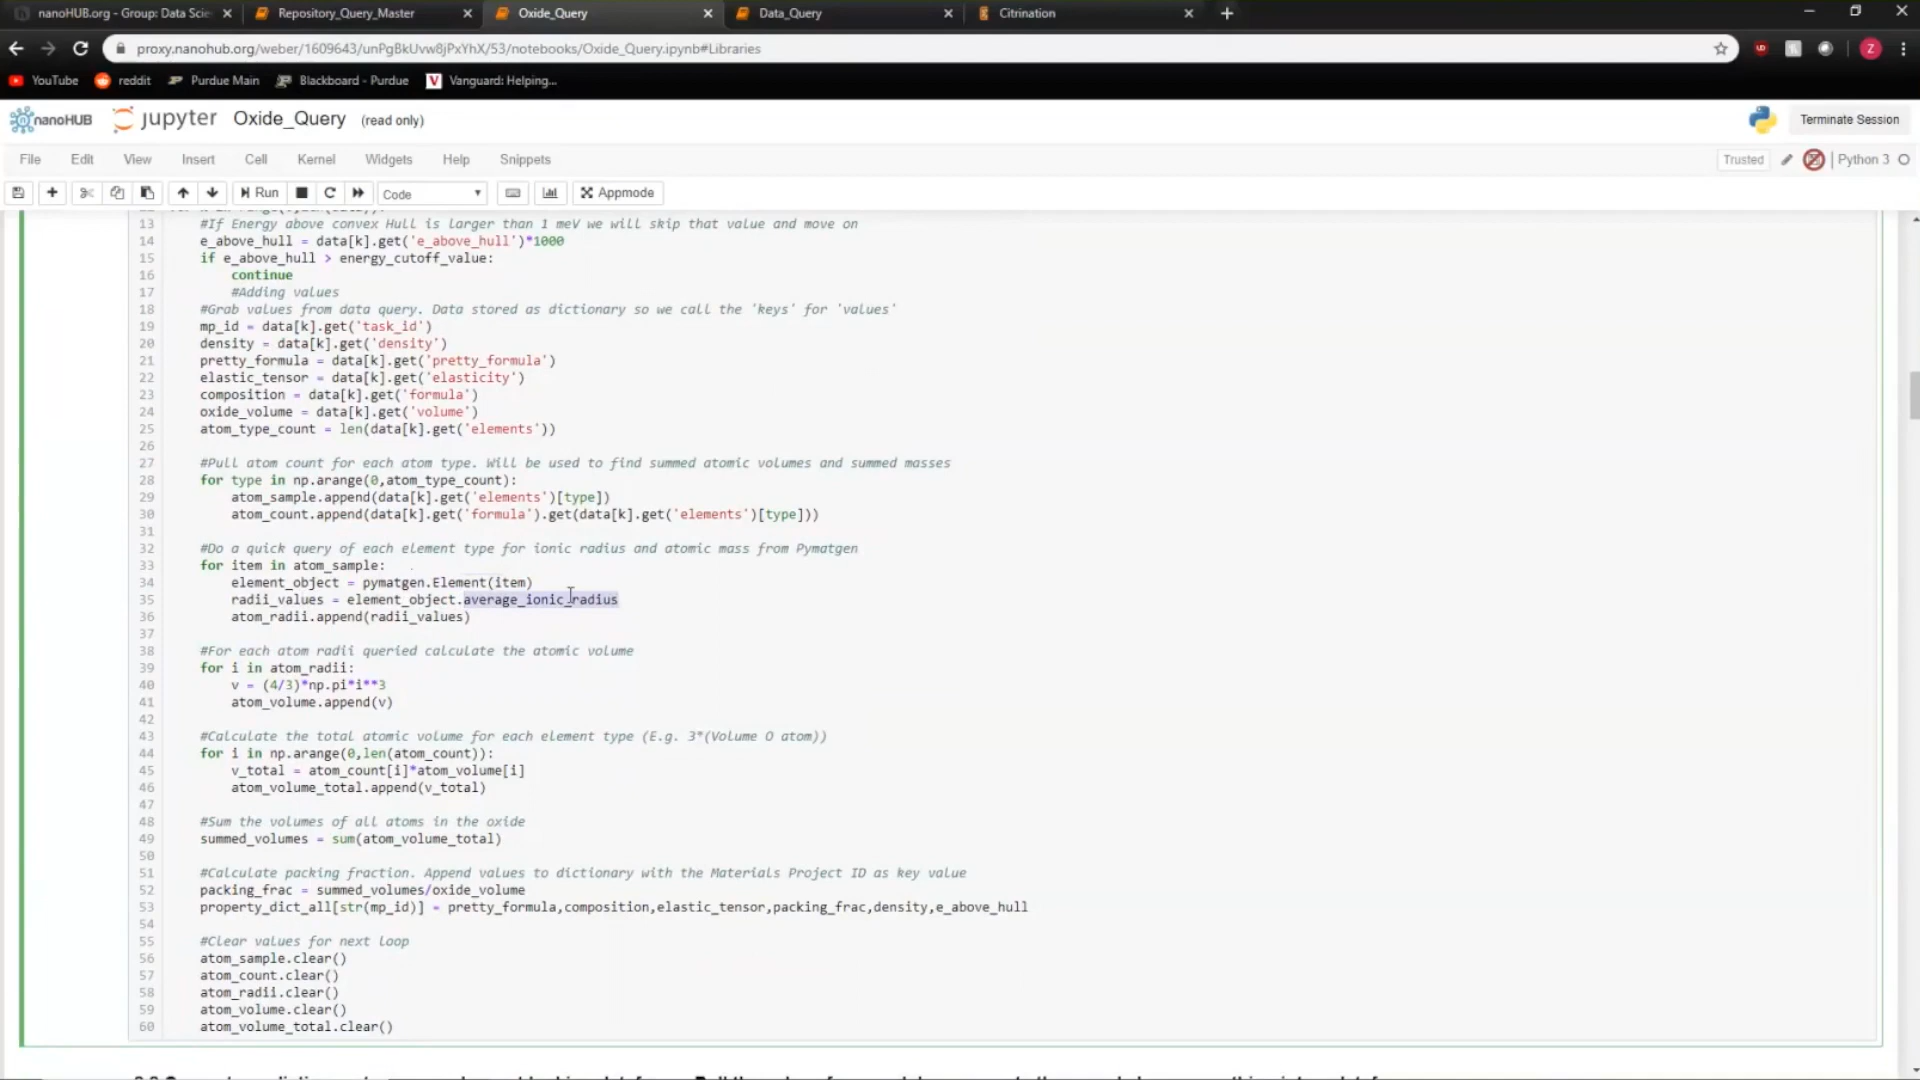 nanoHUB.org - Group: Data Scie
Repository_Query_Master
Oxide_Query
Data_Query
Citrination
proxy.nanohub.org/weber/1609643/unPgBkUvw8jPxYhX/53/notebooks/Oxide_Query.ipynb#Libraries
YouTube
reddit
Purdue Main
Blackboard - Purdue
Vanguard: Helping...
nanoHUB
jupyter
Oxide_Query (read only)
Terminate Session
File Edit View Insert Cell Kernel Widgets Help Snippets
Trusted
Python 3
Run
Code
Appmode
13 #If Energy above convex Hull is larger than 1 meV we will skip that value and move on
14 e_above_hull = data[k].get('e_above_hull')*1000
15 if e_above_hull > energy_cutoff_value:
16 continue
17 #Adding values
18 #Grab values from data query. Data stored as dictionary so we call the 'keys' for 'values'
19 mp_id = data[k].get('task_id')
20 density = data[k].get('density')
21 pretty_formula = data[k].get('pretty_formula')
22 elastic_tensor = data[k].get('elasticity')
23 composition = data[k].get('formula')
24 oxide_volume = data[k].get('volume')
25 atom_type_count = len(data[k].get('elements'))
26
27 #Pull atom count for each atom type. Will be used to find summed atomic volumes and summed masses
28 for type in np.arange(0,atom_type_count):
29 atom_sample.append(data[k].get('elements')[type])
30 atom_count.append(data[k].get('formula').get(data[k].get('elements')[type]))
31
32 #Do a quick query of each element type for ionic radius and atomic mass from Pymatgen
33 for item in atom_sample:
34 element_object = pymatgen.Element(item)
35 radii_values = element_object.average_ionic_radius
36 atom_radii.append(radii_values)
37
38 #For each atom radii queried calculate the atomic volume
39 for i in atom_radii:
40 v = (4/3)*np.pi*i**3
41 atom_volume.append(v)
42
43 #Calculate the total atomic volume for each element type (E.g. 3*(Volume O atom))
44 for i in np.arange(0,len(atom_count)):
45 v_total = atom_count[i]*atom_volume[i]
46 atom_volume_total.append(v_total)
47
48 #Sum the volumes of all atoms in the oxide
49 summed_volumes = sum(atom_volume_total)
50
51 #Calculate packing fraction. Append values to dictionary with the Materials Project ID as key value
52 packing_frac = summed_volumes/oxide_volume
53 property_dict_all[str(mp_id)] = pretty_formula,composition,elastic_tensor,packing_frac,density,e_above_hull
54
55 #Clear values for next loop
56 atom_sample.clear()
57 atom_count.clear()
58 atom_radii.clear()
59 atom_volume.clear()
60 atom_volume_total.clear()